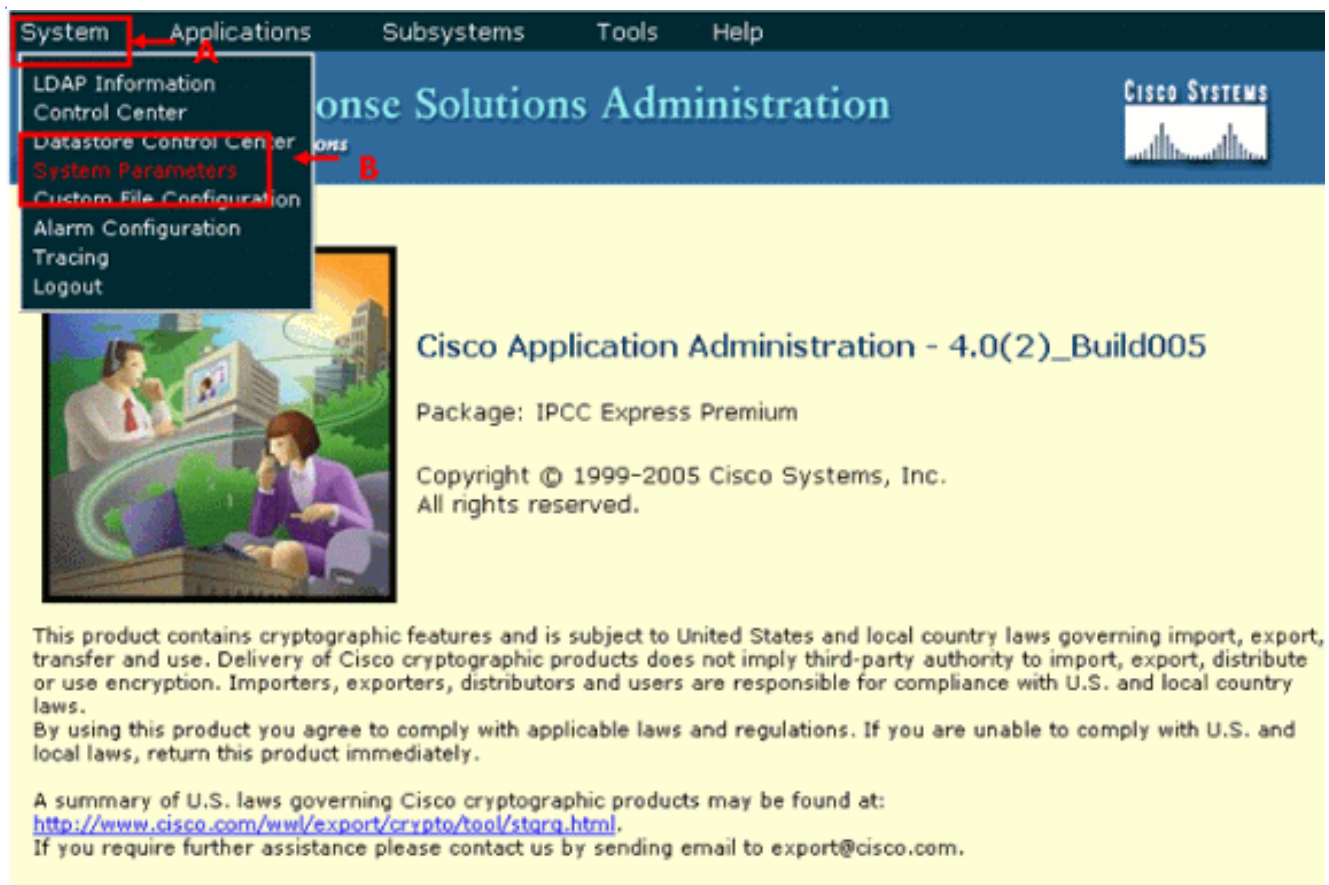 System Applications Subsystems Tools Help
A
LDAP Information
Control Center
Datastore Control Center
System Parameters
Custom File Configuration
Alarm Configuration
Tracing
Logout
B
onse Solutions Administration
ons
CISCO SYSTEMS
Cisco Application Administration - 4.0(2)_Build005
Package: IPCC Express Premium
Copyright © 1999-2005 Cisco Systems, Inc.
All rights reserved.
This product contains cryptographic features and is subject to United States and local country laws governing import, export,
transfer and use. Delivery of Cisco cryptographic products does not imply third-party authority to import, export, distribute
or use encryption. Importers, exporters, distributors and users are responsible for compliance with U.S. and local country
laws.
By using this product you agree to comply with applicable laws and regulations. If you are unable to comply with U.S. and
local laws, return this product immediately.
A summary of U.S. laws governing Cisco cryptographic products may be found at:
http://www.cisco.com/wwl/export/crypto/tool/stqrg.html.
If you require further assistance please contact us by sending email to export@cisco.com.